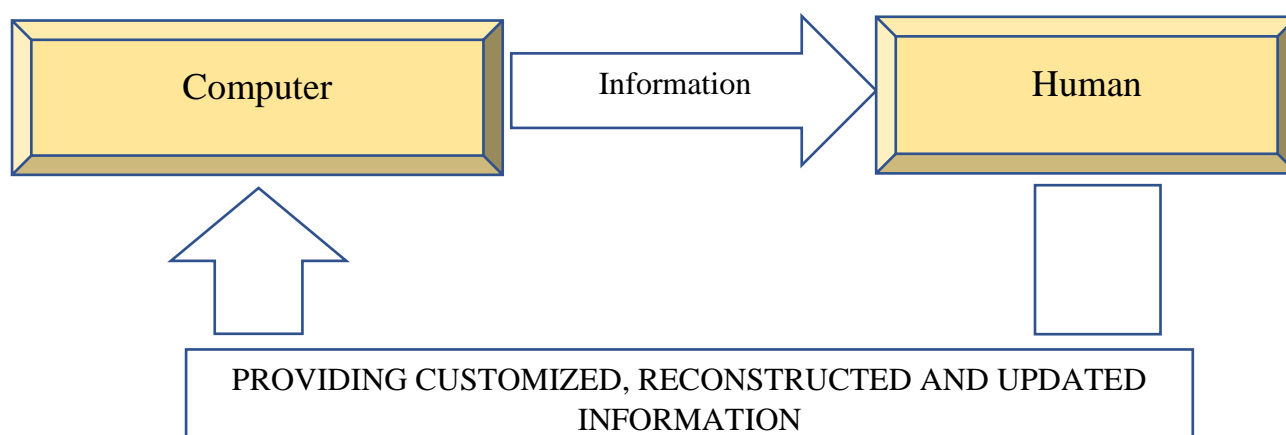 Computer
Information
Human
PROVIDING CUSTOMIZED, RECONSTRUCTED AND UPDATED
INFORMATION